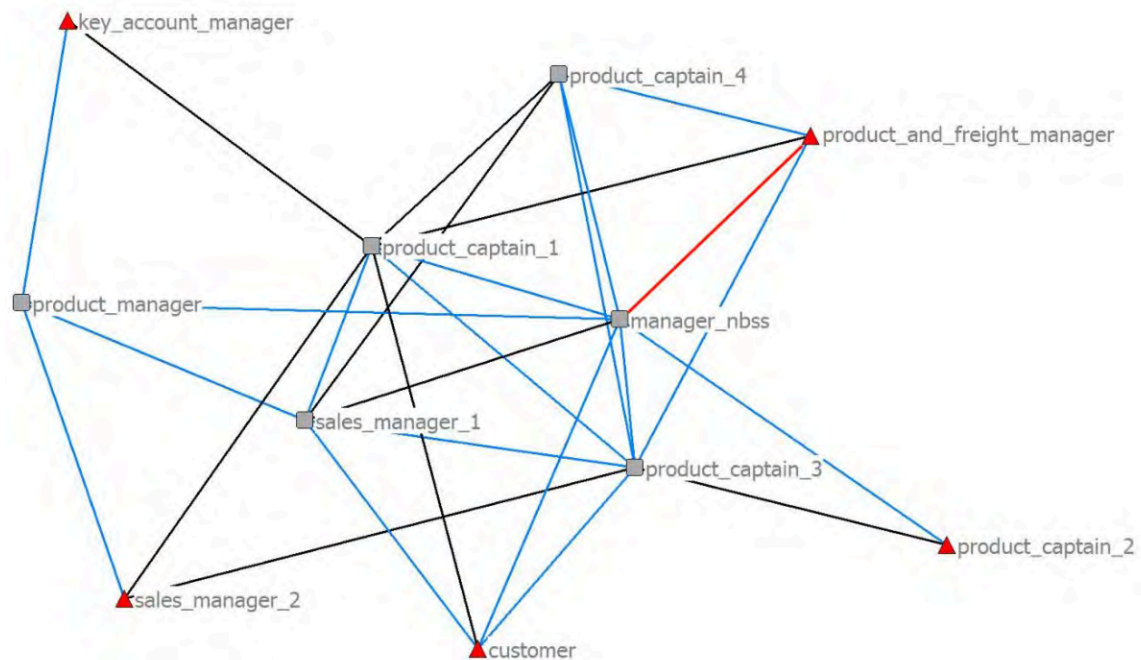 key_account_manager
product_captain_4
product_and_freight_manager
product_captain_1
product_manager
manager_nbss
sales_manager_1
product_captain_3
product_captain_2
sales_manager_2
customer